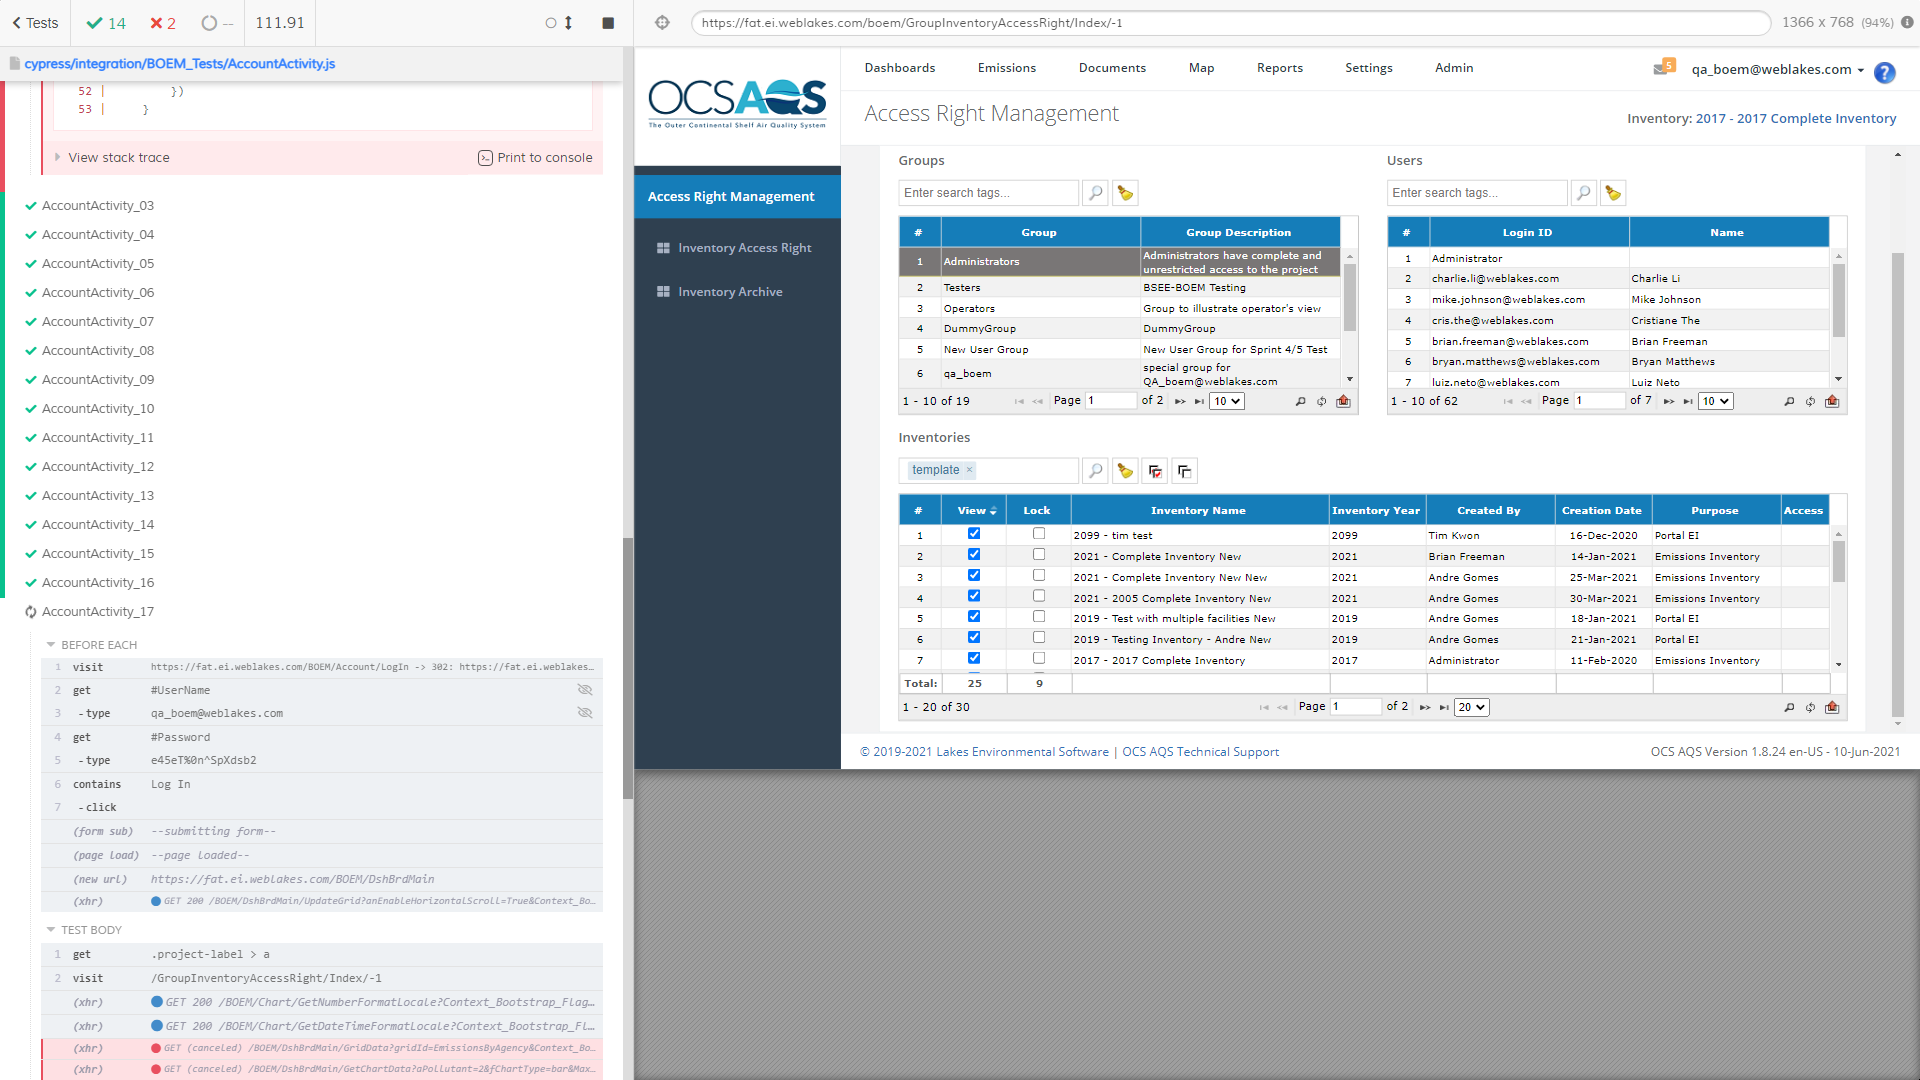 Tests
14
2
--
111.91
https://fat.ei.weblakes.com/boem/GroupInventoryAccessRight/Index/-1
1366 x 768 (94%)
cypress/integration/BOEM_Tests/AccountActivity.js
52 | })
53 | }
View stack trace
Print to console
AccountActivity_03
AccountActivity_04
AccountActivity_05
AccountActivity_06
AccountActivity_07
AccountActivity_08
AccountActivity_09
AccountActivity_10
AccountActivity_11
AccountActivity_12
AccountActivity_13
AccountActivity_14
AccountActivity_15
AccountActivity_16
AccountActivity_17
BEFORE EACH
1 visit https://fat.ei.weblakes.com/BOEM/Account/LogIn -> 302: https://fat.ei.weblakes…
2 get #UserName
3 -type qa_boem@weblakes.com
4 get #Password
5 -type e45eT%0n^SpXdsb2
6 contains Log In
7 -click
(form sub) --submitting form--
(page load) --page loaded--
(new url) https://fat.ei.weblakes.com/BOEM/DshBrdMain
(xhr) GET 200 /BOEM/DshBrdMain/UpdateGrid?anEnableHorizontalScroll=True&Context_Bo…
TEST BODY
1 get .project-label > a
2 visit /GroupInventoryAccessRight/Index/-1
(xhr) GET 200 /BOEM/Chart/GetNumberFormatLocale?Context_Bootstrap_Flag…
(xhr) GET 200 /BOEM/Chart/GetDateTimeFormatLocale?Context_Bootstrap_Fl…
(xhr) GET (canceled) /BOEM/DshBrdMain/GridData?gridId=EmissionsByAgency&Context_Bo…
(xhr) GET (canceled) /BOEM/DshBrdMain/GetChartData?aPollutant=2&fChartType=bar&Max…
OCSAQS
The Outer Continental Shelf Air Quality System
Dashboards Emissions Documents Map Reports Settings Admin
5
qa_boem@weblakes.com
?
Access Right Management
Inventory: 2017 - 2017 Complete Inventory
Access Right Management
Inventory Access Right
Inventory Archive
Groups
Enter search tags...
# Group Group Description
1 Administrators Administrators have complete and unrestricted access to the project
2 Testers BSEE-BOEM Testing
3 Operators Group to illustrate operator's view
4 DummyGroup DummyGroup
5 New User Group New User Group for Sprint 4/5 Test
6 qa_boem special group for QA_boem@weblakes.com
1 - 10 of 19 Page 1 of 2 10
Users
Enter search tags...
# Login ID Name
1 Administrator
2 charlie.li@weblakes.com Charlie Li
3 mike.johnson@weblakes.com Mike Johnson
4 cris.the@weblakes.com Cristiane The
5 brian.freeman@weblakes.com Brian Freeman
6 bryan.matthews@weblakes.com Bryan Matthews
7 luiz.neto@weblakes.com Luiz Neto
1 - 10 of 62 Page 1 of 7 10
Inventories
template ×
# View Lock Inventory Name Inventory Year Created By Creation Date Purpose Access
1 2099 - tim test 2099 Tim Kwon 16-Dec-2020 Portal EI
2 2021 - Complete Inventory New 2021 Brian Freeman 14-Jan-2021 Emissions Inventory
3 2021 - Complete Inventory New New 2021 Andre Gomes 25-Mar-2021 Emissions Inventory
4 2021 - 2005 Complete Inventory New 2021 Andre Gomes 30-Mar-2021 Emissions Inventory
5 2019 - Test with multiple facilities New 2019 Andre Gomes 18-Jan-2021 Portal EI
6 2019 - Testing Inventory - Andre New 2019 Andre Gomes 21-Jan-2021 Portal EI
7 2017 - 2017 Complete Inventory 2017 Administrator 11-Feb-2020 Emissions Inventory
Total: 25 9
1 - 20 of 30 Page 1 of 2 20
© 2019-2021 Lakes Environmental Software | OCS AQS Technical Support
OCS AQS Version 1.8.24 en-US - 10-Jun-2021